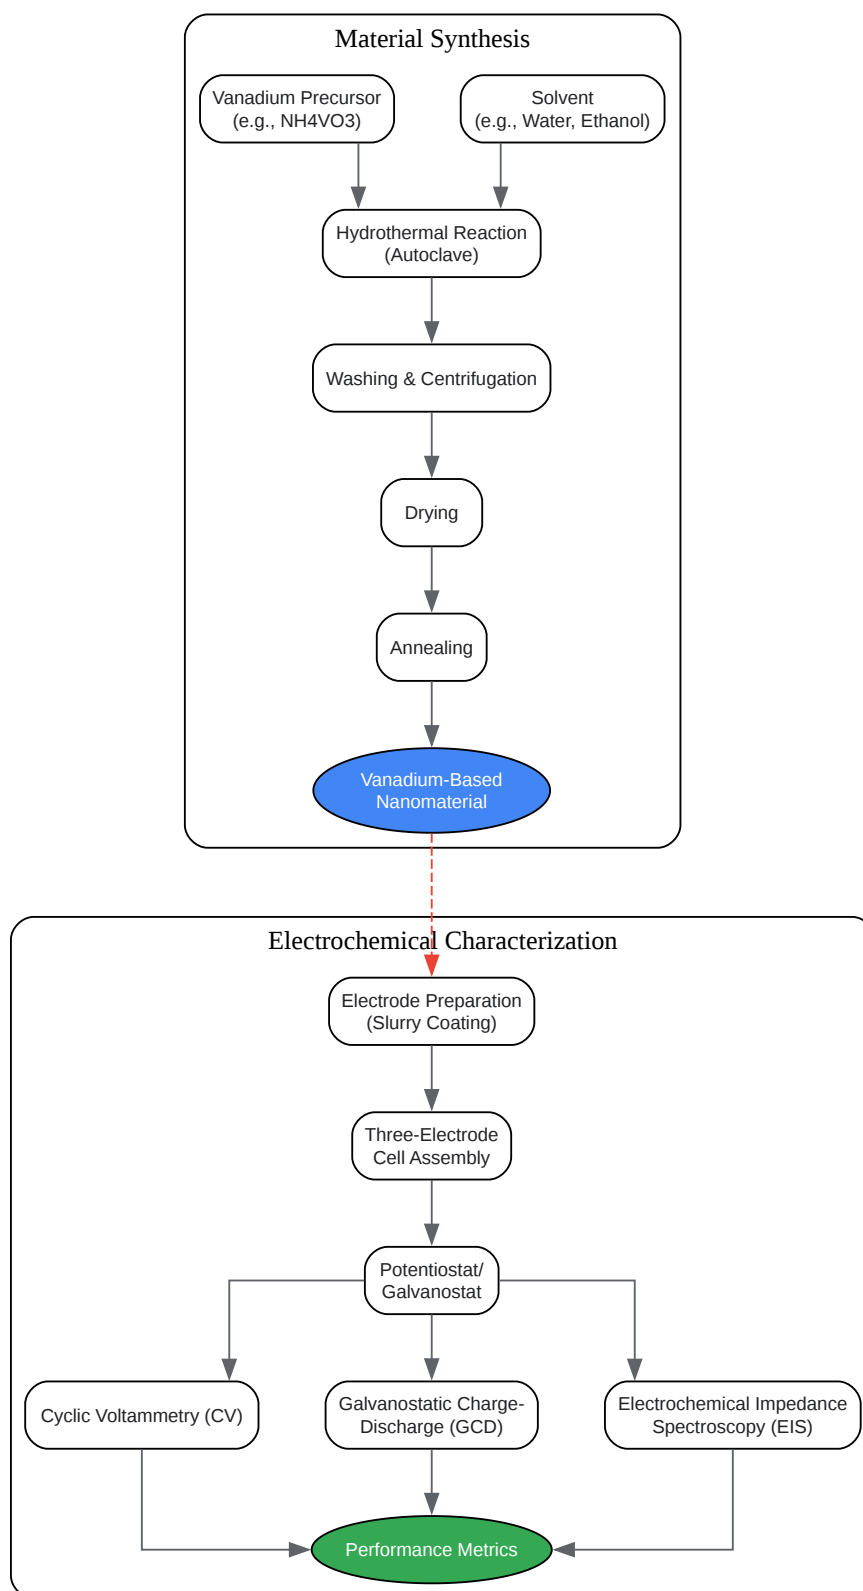 Material Synthesis
Vanadium Precursor
(e.g., NH4VO3)
Solvent
(e.g., Water, Ethanol)
Hydrothermal Reaction
(Autoclave)
Washing & Centrifugation
Drying
Annealing
Vanadium-Based
Nanomaterial
Electrochemical Characterization
Electrode Preparation
(Slurry Coating)
Three-Electrode
Cell Assembly
Potentiostat/
Galvanostat
Cyclic Voltammetry (CV)
Galvanostatic Charge-
Discharge (GCD)
Electrochemical Impedance
Spectroscopy (EIS)
Performance Metrics